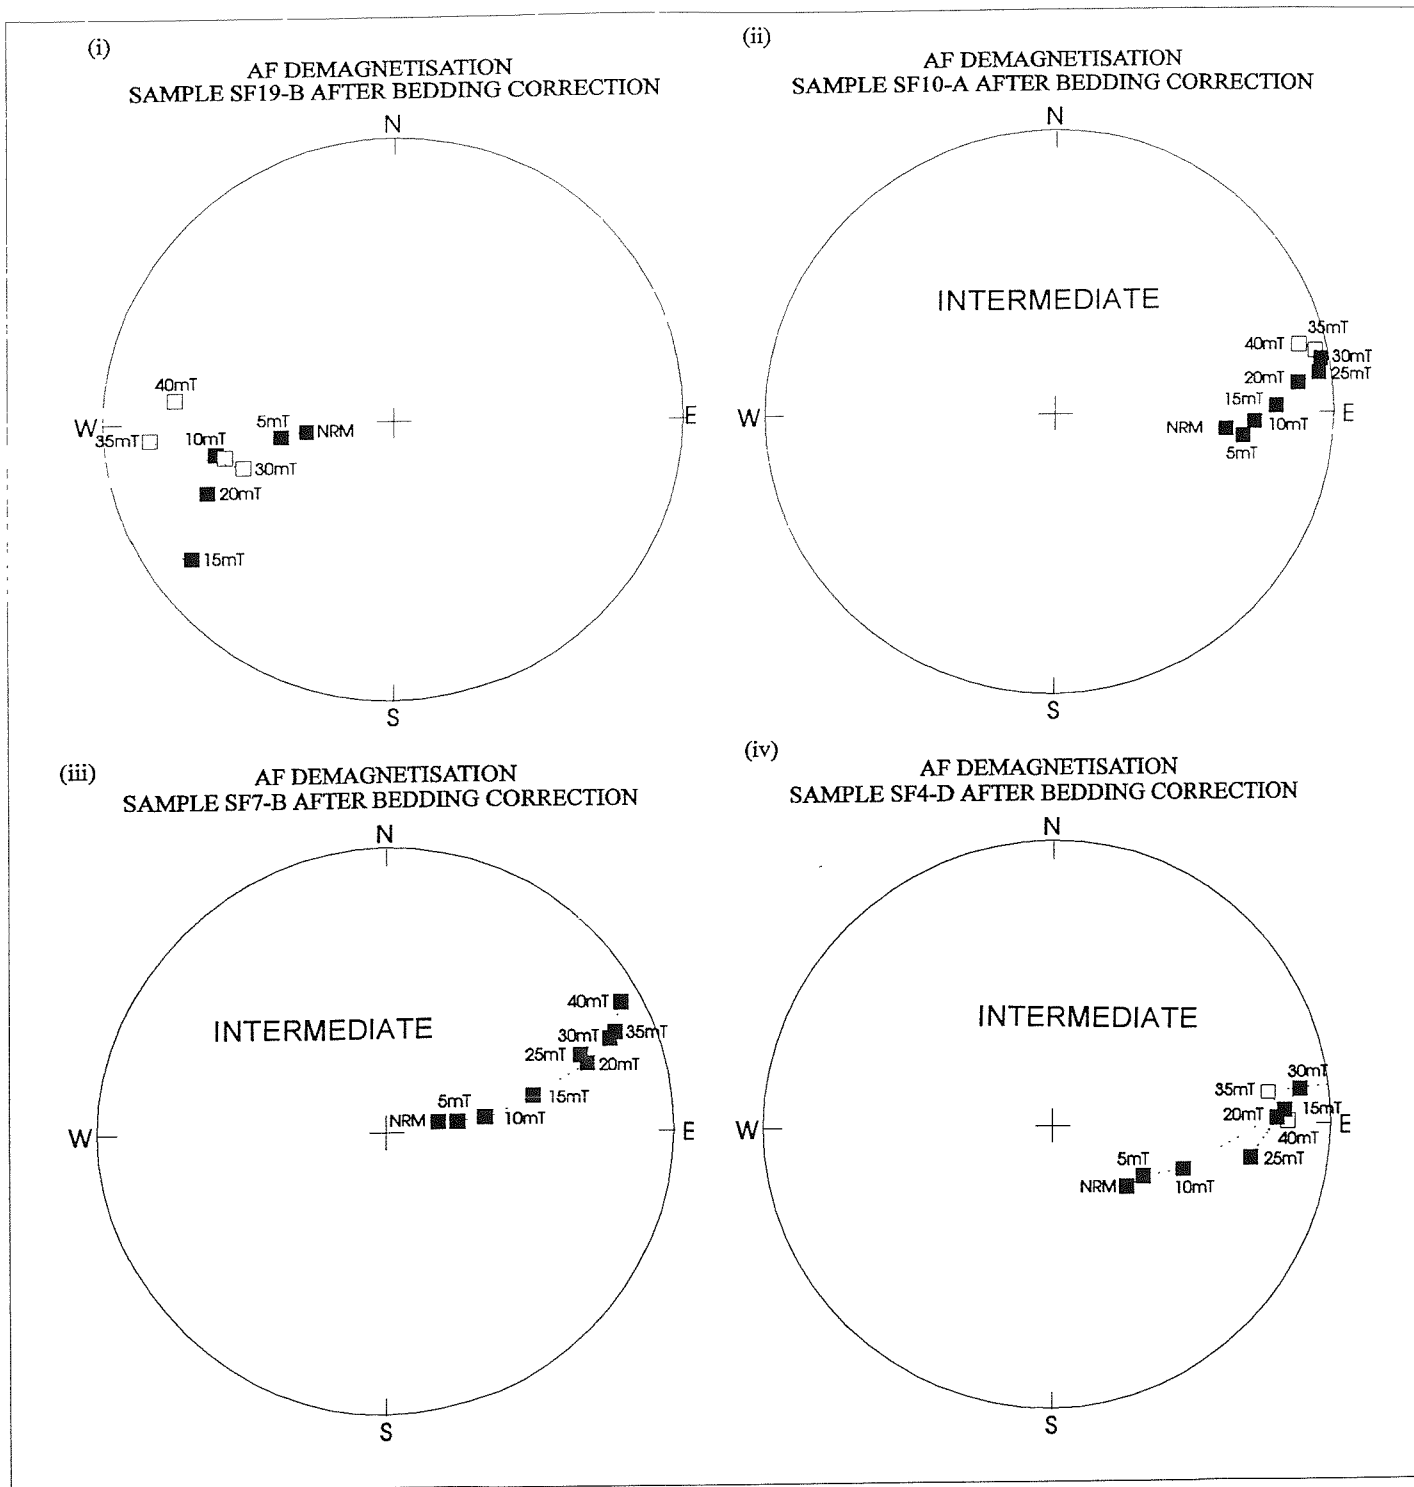 (i)
AF DEMAGNETISATION
SAMPLE SF19-B AFTER BEDDING CORRECTION
N
40mT
W
35mT
10mT
5mT
NRM
E
30mT
20mT
15mT
S
(ii)
AF DEMAGNETISATION
SAMPLE SF10-A AFTER BEDDING CORRECTION
N
INTERMEDIATE
35mT
40mT
30mT
25mT
20mT
15mT
W
E
NRM
10mT
5mT
S
(iii)
AF DEMAGNETISATION
SAMPLE SF7-B AFTER BEDDING CORRECTION
N
INTERMEDIATE
40mT
30mT
35mT
25mT
20mT
15mT
5mT
NRM
10mT
W
E
S
(iv)
AF DEMAGNETISATION
SAMPLE SF4-D AFTER BEDDING CORRECTION
N
INTERMEDIATE
30mT
35mT
15mT
20mT
W
E
40mT
25mT
5mT
NRM
10mT
S